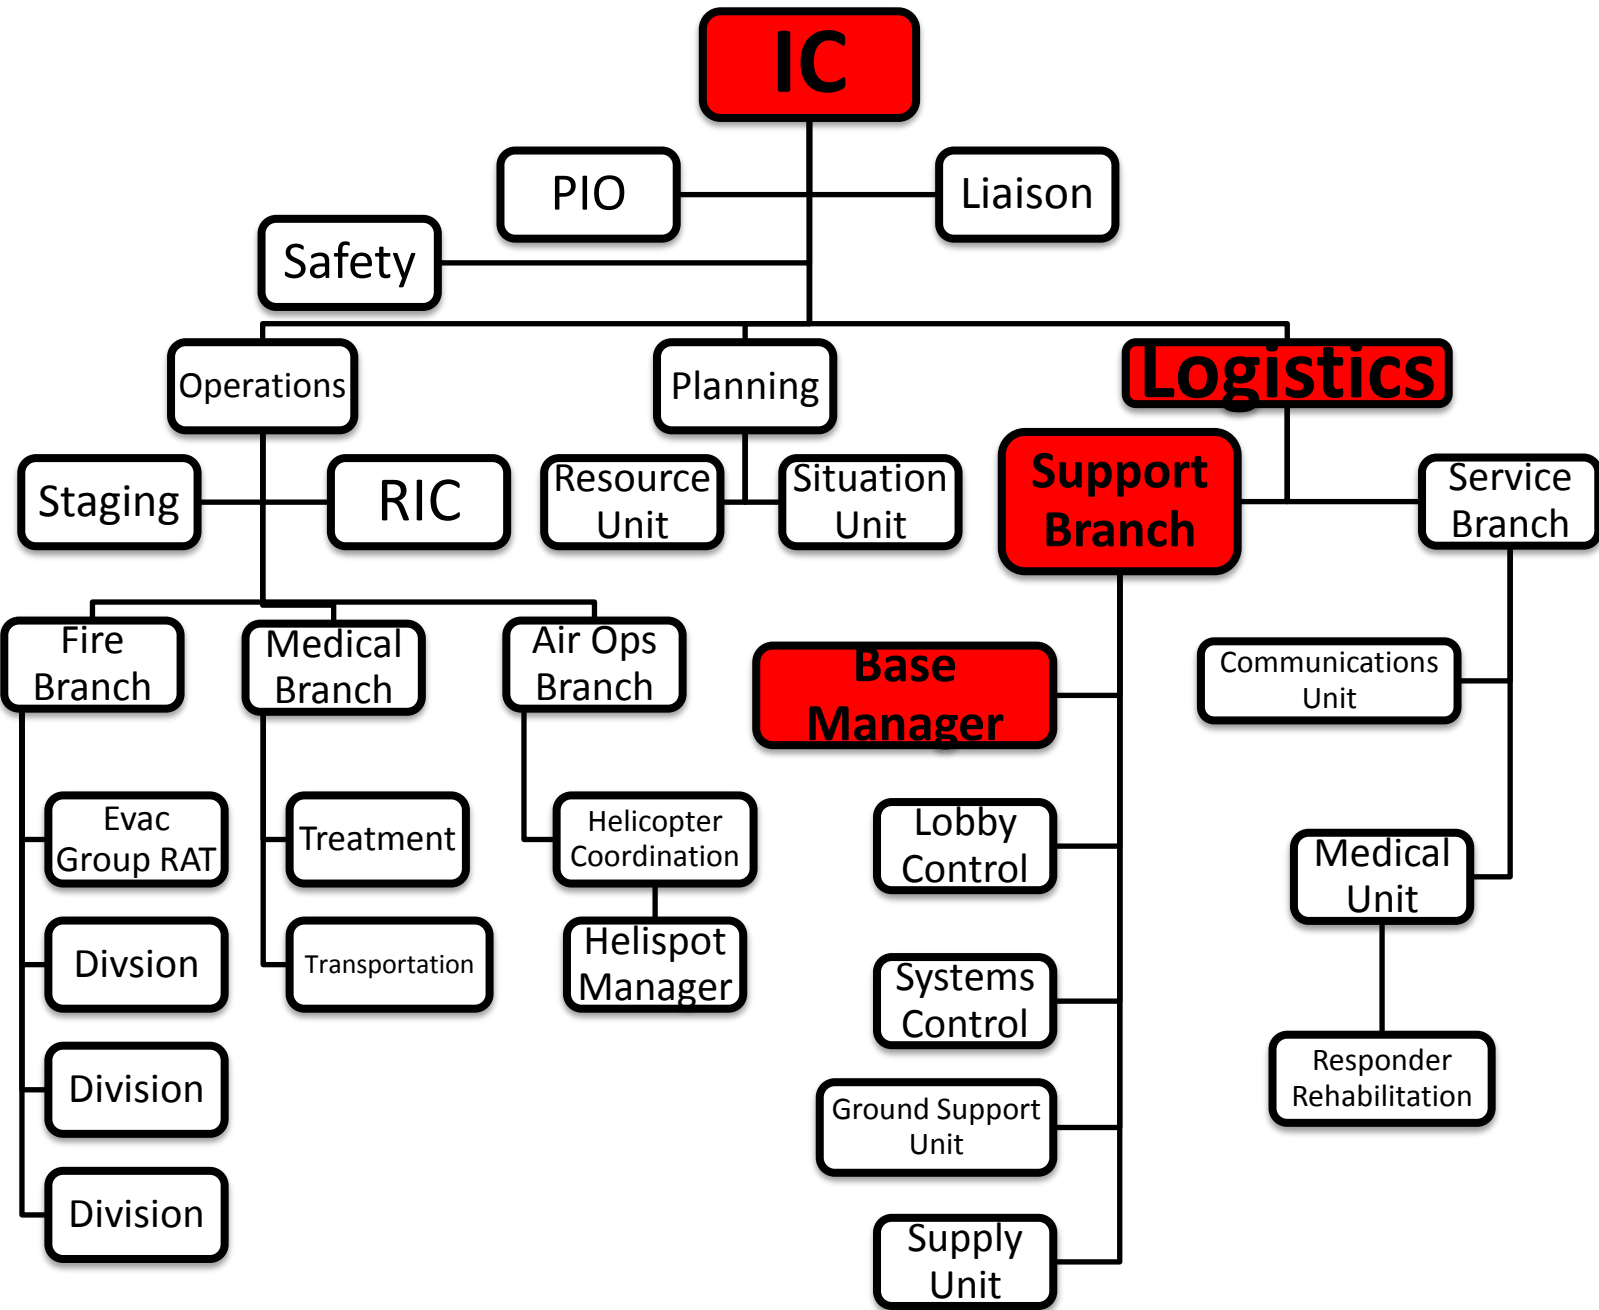 IC
PIO
Liaison
Safety
Operations
Planning
Logistics
Staging
RIC
Resource
Unit
Situation
Unit
Support
Branch
Service
Branch
Fire
Branch
Medical
Branch
Air Ops
Branch
Base
Manager
Communications
Unit
Evac
Group RAT
Treatment
Helicopter
Coordination
Lobby
Control
Medical
Unit
Divsion
Transportation
Helispot
Manager
Systems
Control
Division
Ground Support
Unit
Responder
Rehabilitation
Division
Supply
Unit